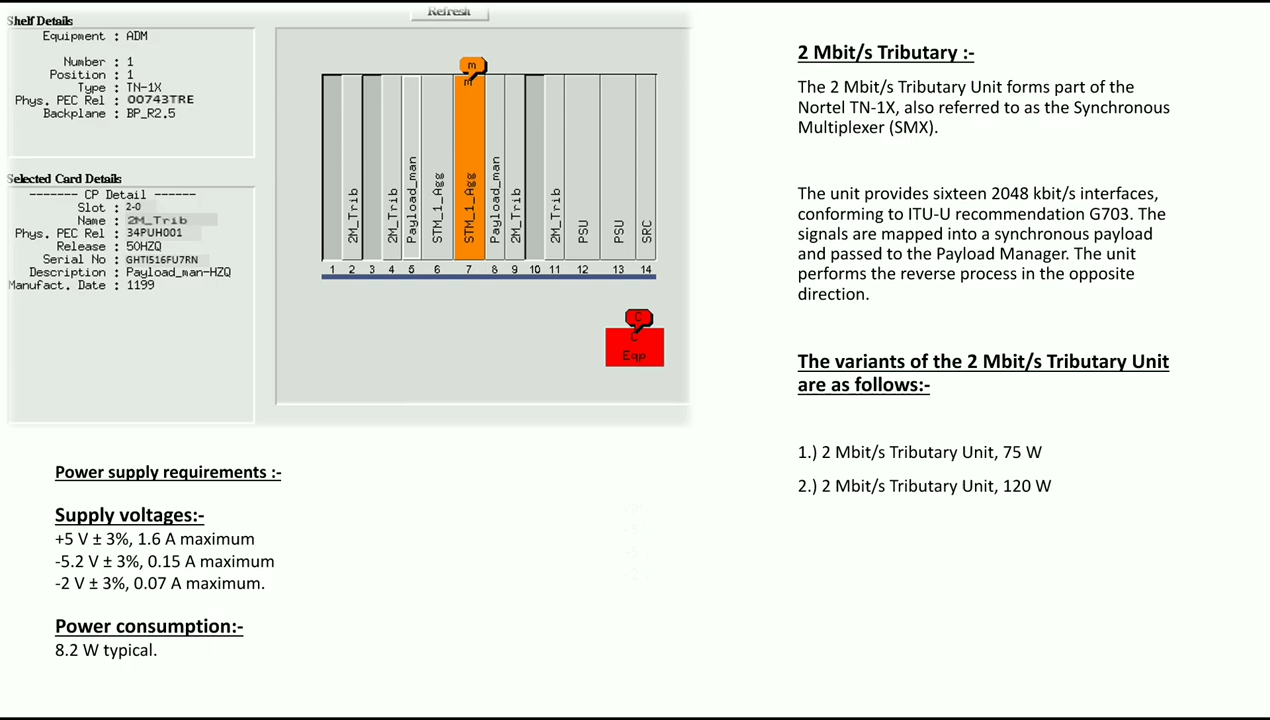 Refresh
Shelf Details
Equipment : ADM
Number : 1
Position : 1
Type : TN-1X
Phys. PEC Rel : 00743TRE
Backplane : BP_R2.5
Selected Card Details
------- CP Detail ------
Slot : 2-0
Name : 2M_Trib
Phys. PEC Rel : 34PUH001
Release : 50HZQ
Serial No : GHTI516FU7RN
Description : Payload_man-HZQ
Manufact. Date : 1199
m
m
2M_Trib
2M_Trib
Payload_man
STM_1_Agg
STM_1_Agg
Payload_man
2M_Trib
2M_Trib
PSU
PSU
SRC
1 2 3 4 5 6 7 8 9 10 11 12 13 14
C
C
Eqp
Power supply requirements :-
Supply voltages:-
+5 V ± 3%, 1.6 A maximum
-5.2 V ± 3%, 0.15 A maximum
-2 V ± 3%, 0.07 A maximum.
Power consumption:-
8.2 W typical.
2 Mbit/s Tributary :-
The 2 Mbit/s Tributary Unit forms part of the
Nortel TN-1X, also referred to as the Synchronous
Multiplexer (SMX).
The unit provides sixteen 2048 kbit/s interfaces,
conforming to ITU-U recommendation G703. The
signals are mapped into a synchronous payload
and passed to the Payload Manager. The unit
performs the reverse process in the opposite
direction.
The variants of the 2 Mbit/s Tributary Unit
are as follows:-
1.) 2 Mbit/s Tributary Unit, 75 W
2.) 2 Mbit/s Tributary Unit, 120 W